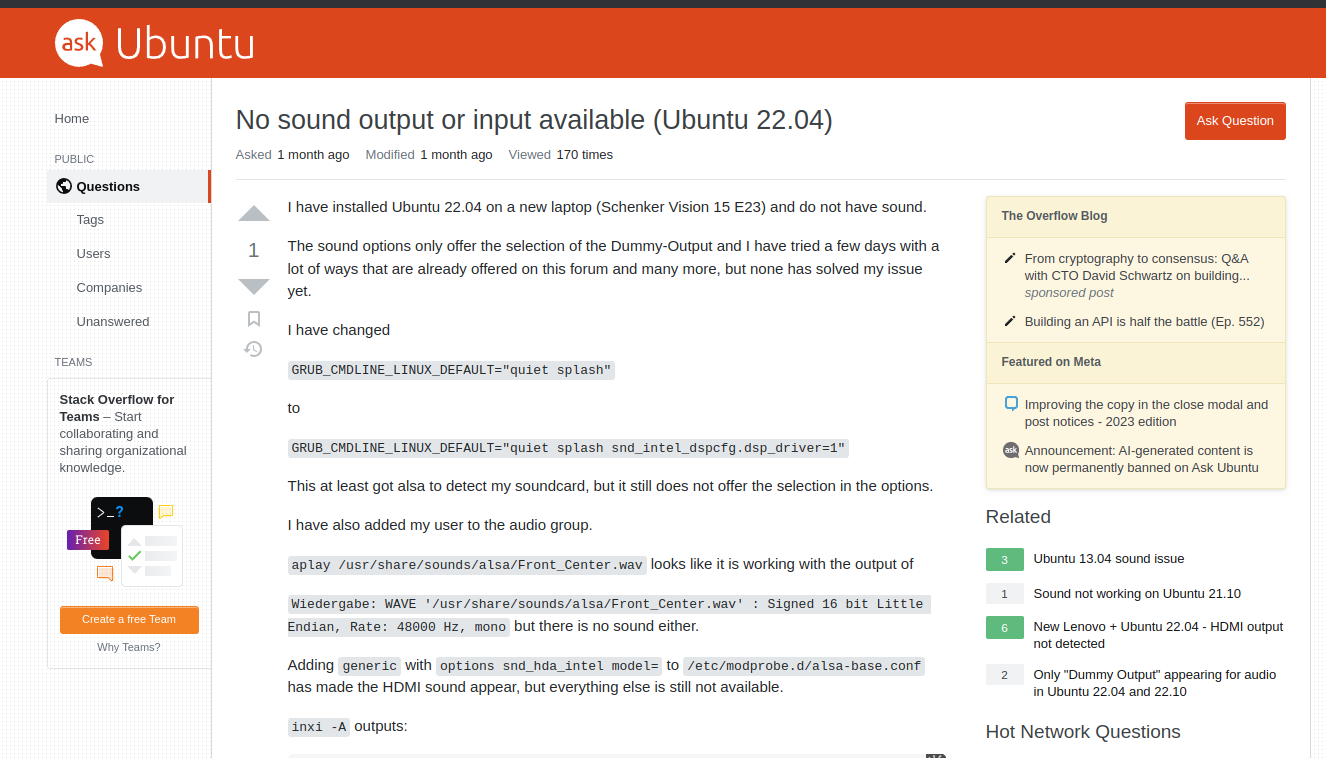 ask Ubuntu
Home
PUBLIC
Questions
Tags
Users
Companies
Unanswered
TEAMS
Stack Overflow for
Teams – Start
collaborating and
sharing organizational
knowledge.
>_?
Free
Create a free Team
Why Teams?
No sound output or input available (Ubuntu 22.04)
Ask Question
Asked 1 month ago Modified 1 month ago Viewed 170 times
1
I have installed Ubuntu 22.04 on a new laptop (Schenker Vision 15 E23) and do not have sound.
The sound options only offer the selection of the Dummy-Output and I have tried a few days with a
lot of ways that are already offered on this forum and many more, but none has solved my issue
yet.
I have changed
GRUB_CMDLINE_LINUX_DEFAULT="quiet splash"
to
GRUB_CMDLINE_LINUX_DEFAULT="quiet splash snd_intel_dspcfg.dsp_driver=1"
This at least got alsa to detect my soundcard, but it still does not offer the selection in the options.
I have also added my user to the audio group.
aplay /usr/share/sounds/alsa/Front_Center.wav looks like it is working with the output of
Wiedergabe: WAVE '/usr/share/sounds/alsa/Front_Center.wav' : Signed 16 bit Little
Endian, Rate: 48000 Hz, mono but there is no sound either.
Adding generic with options snd_hda_intel model= to /etc/modprobe.d/alsa-base.conf
has made the HDMI sound appear, but everything else is still not available.
inxi -A outputs:
The Overflow Blog
From cryptography to consensus: Q&A
with CTO David Schwartz on building...
sponsored post
Building an API is half the battle (Ep. 552)
Featured on Meta
Improving the copy in the close modal and
post notices - 2023 edition
ask Announcement: AI-generated content is
now permanently banned on Ask Ubuntu
Related
3 Ubuntu 13.04 sound issue
1 Sound not working on Ubuntu 21.10
6 New Lenovo + Ubuntu 22.04 - HDMI output
not detected
2 Only "Dummy Output" appearing for audio
in Ubuntu 22.04 and 22.10
Hot Network Questions